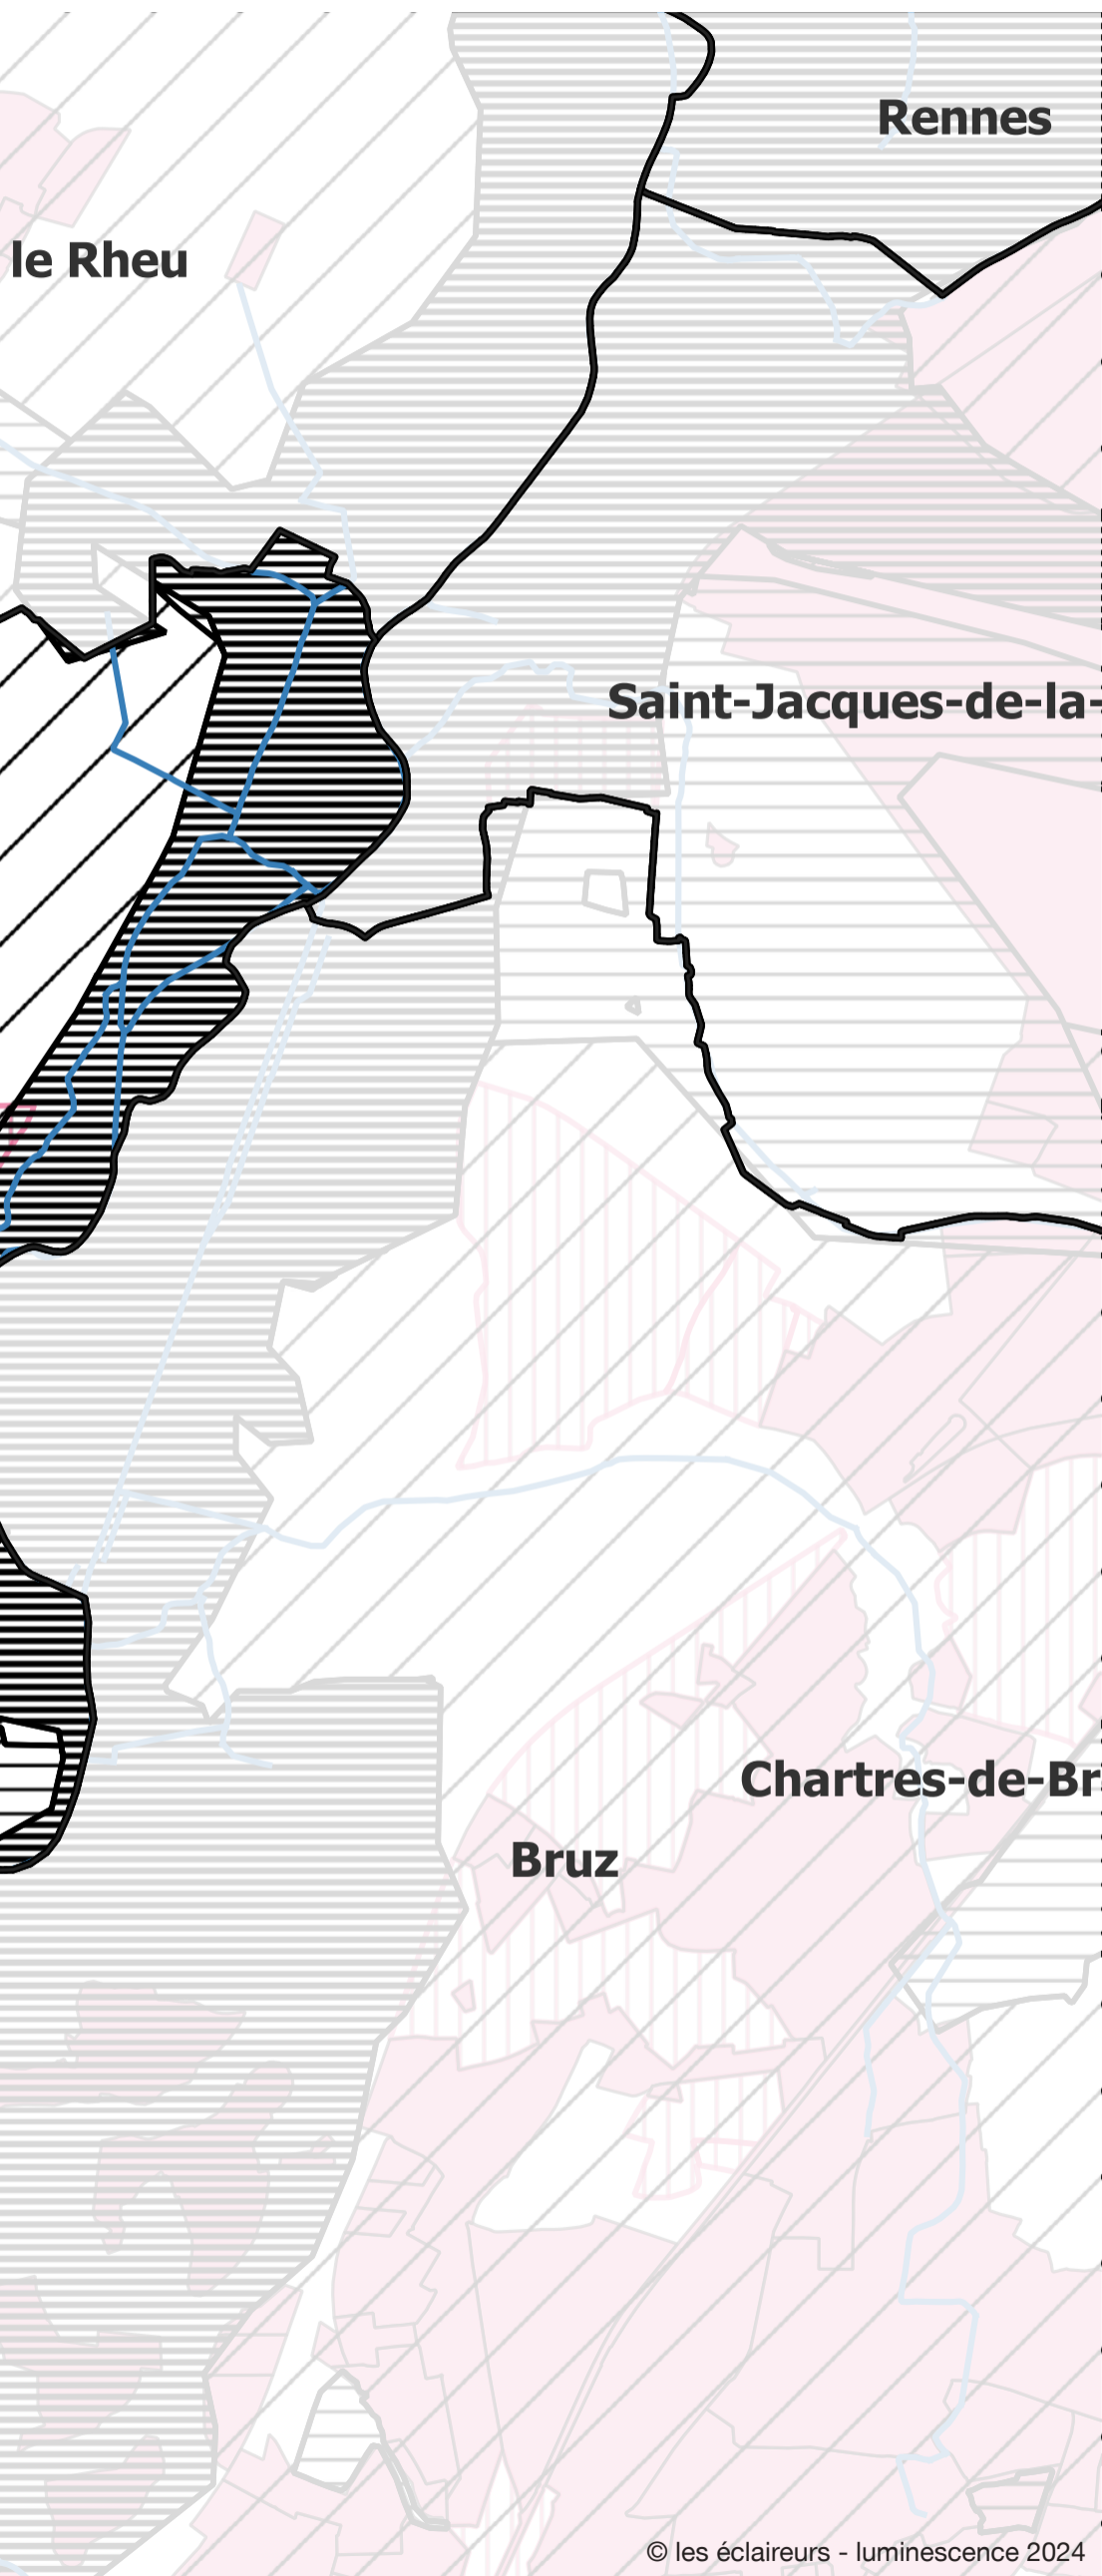 Rennes
le Rheu
Saint-Jacques-de-la-
Chartres-de-Br
Bruz
© les éclaireurs - luminescence 2024